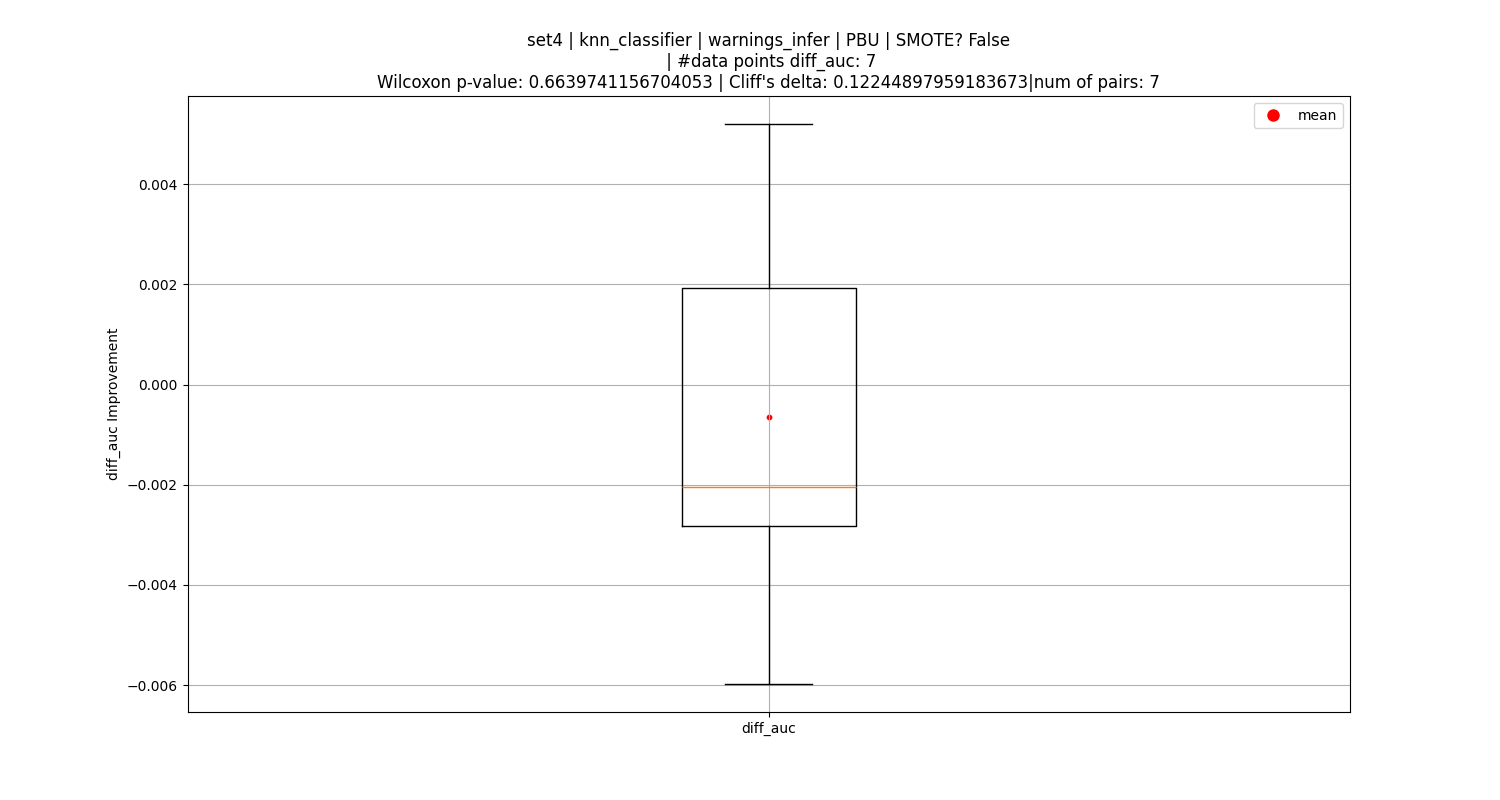 set4 | knn_classifier | warnings_infer | PBU | SMOTE? False
| #data points diff_auc: 7
Wilcoxon p-value: 0.6639741156704053 | Cliff's delta: 0.12244897959183673|num of pairs: 7
mean
0.004
0.002
0.000
−0.002
−0.004
−0.006
diff_auc Improvement
diff_auc